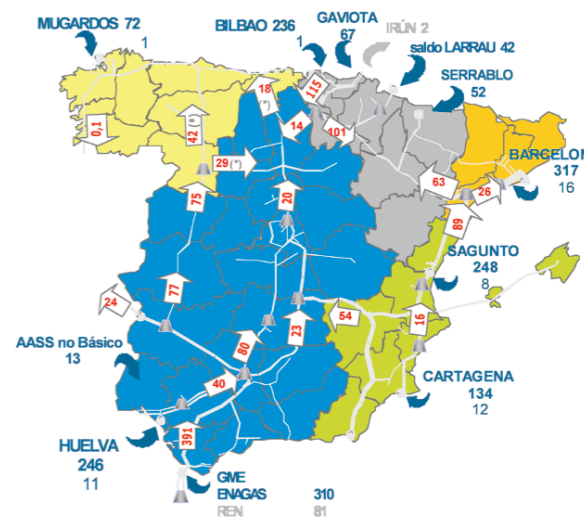 MUGARDOS 72
1
BILBAO 236
1
GAVIOTA
67
IRÚN 2
saldo LARRAU 42
SERRABLO
52
18
(*)
115
14
101
0,1
42 (*)
29 (*)
BARCELON
317
16
63
26
75
20
89
SAGUNTO
248
8
24
77
54
16
23
80
AASS no Básico
13
40
CARTAGENA
134
12
HUELVA
246
11
391
GME
ENAGAS 310
REN 81